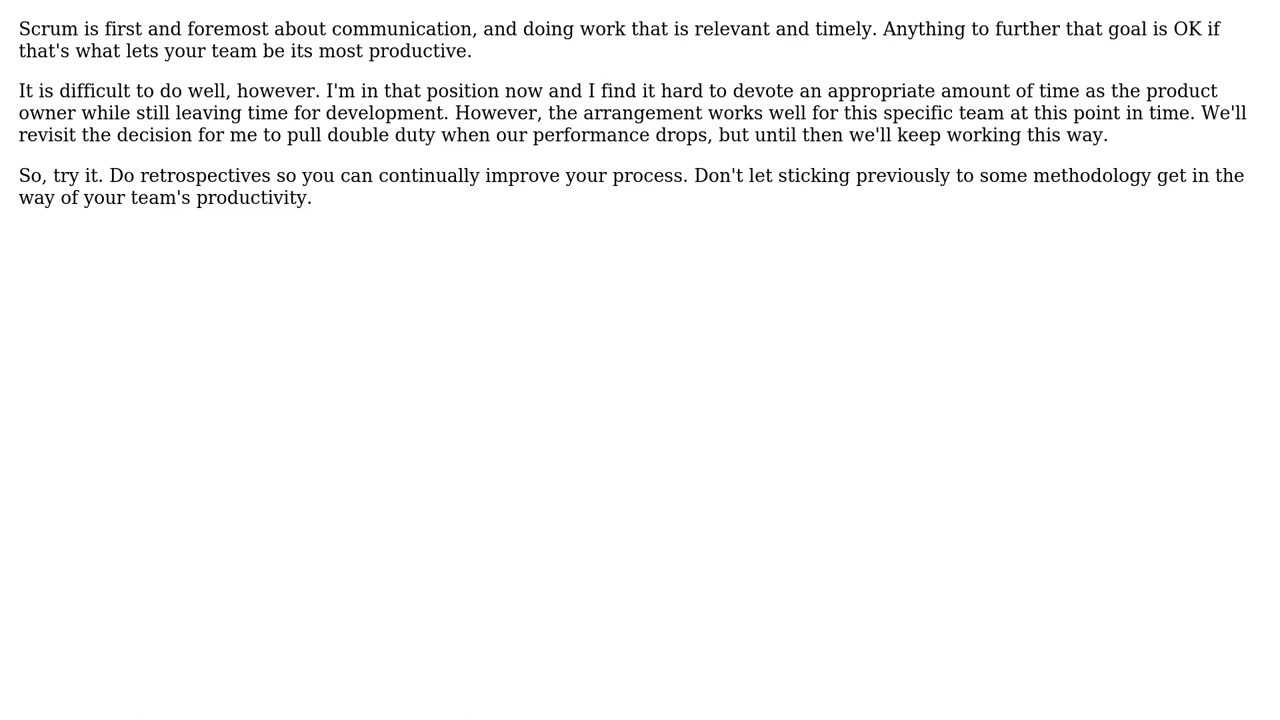 Scrum is first and foremost about communication, and doing work that is relevant and timely. Anything to further that goal is OK if
that's what lets your team be its most productive.
It is difficult to do well, however. I'm in that position now and I find it hard to devote an appropriate amount of time as the product
owner while still leaving time for development. However, the arrangement works well for this specific team at this point in time. We'll
revisit the decision for me to pull double duty when our performance drops, but until then we'll keep working this way.
So, try it. Do retrospectives so you can continually improve your process. Don't let sticking previously to some methodology get in the
way of your team's productivity.